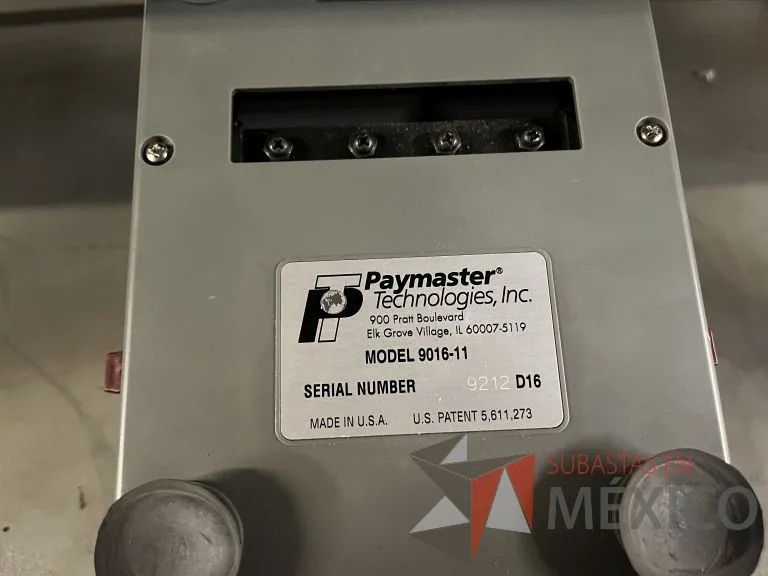 PT
Paymaster®
Technologies, Inc.
900 Pratt Boulevard
Elk Grove Village, IL 60007-5119
MODEL 9016-11
SERIAL NUMBER 9212 D16
MADE IN U.S.A. U.S. PATENT 5,611,273
SUBASTAS EN
MÉXICO